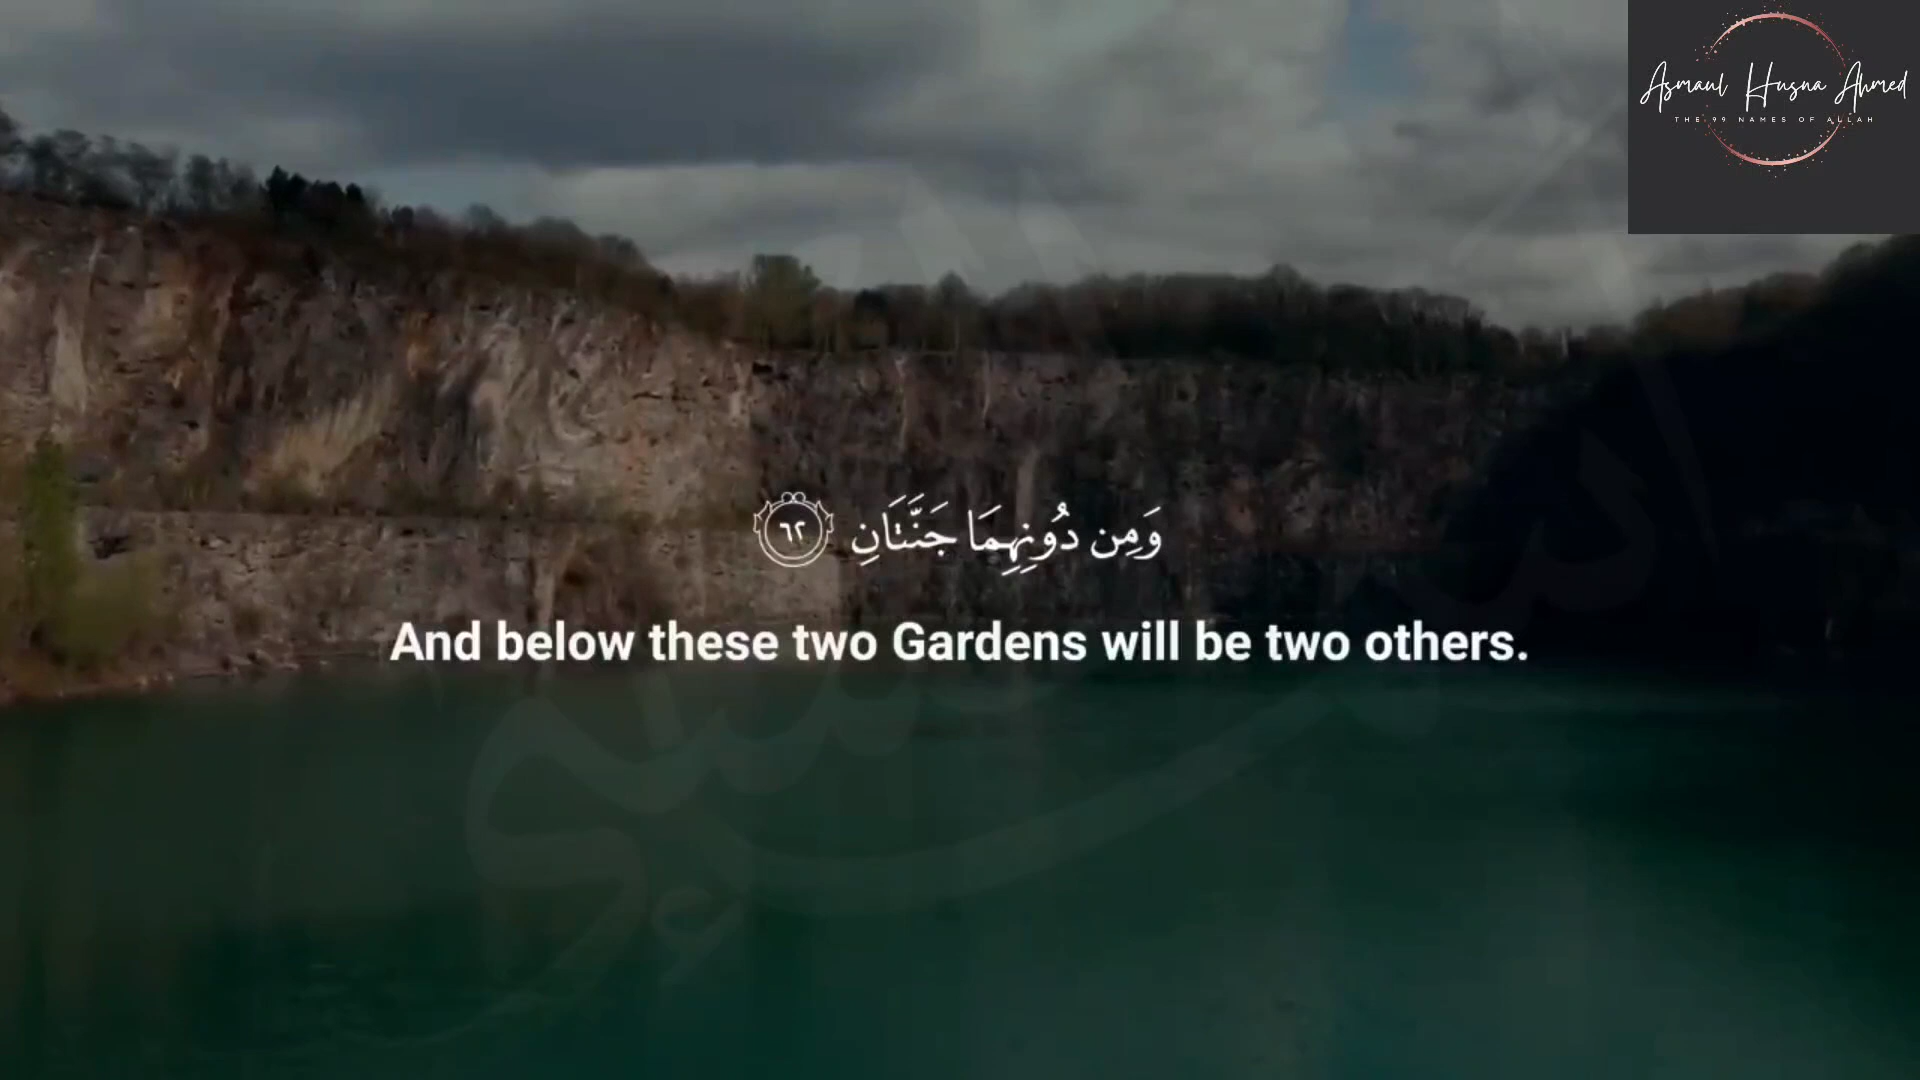 Asmaul Husna Ahmed
THE 99 NAMES OF ALLAH
وَمِن دُونِهِمَا جَنَّتَانِ ٦٢
And below these two Gardens will be two others.